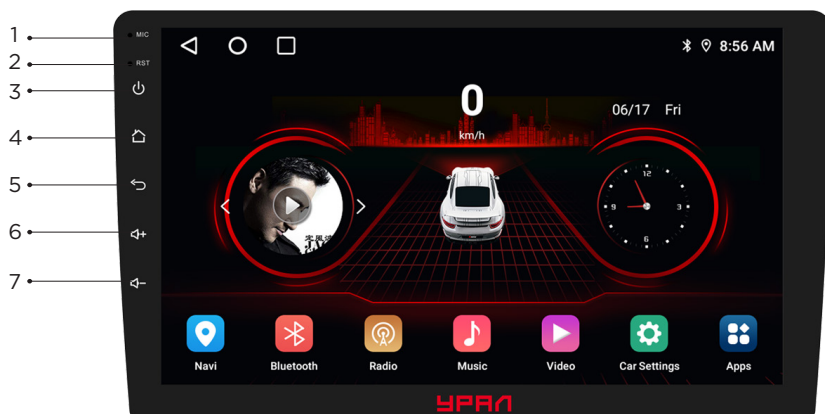 1
MIC
2
RST
3
4
5
6
+
7
-
8:56 AM
0
km/h
06/17 Fri
12
3
6
9
Navi
Bluetooth
Radio
Music
Video
Car Settings
Apps
УРАЛ